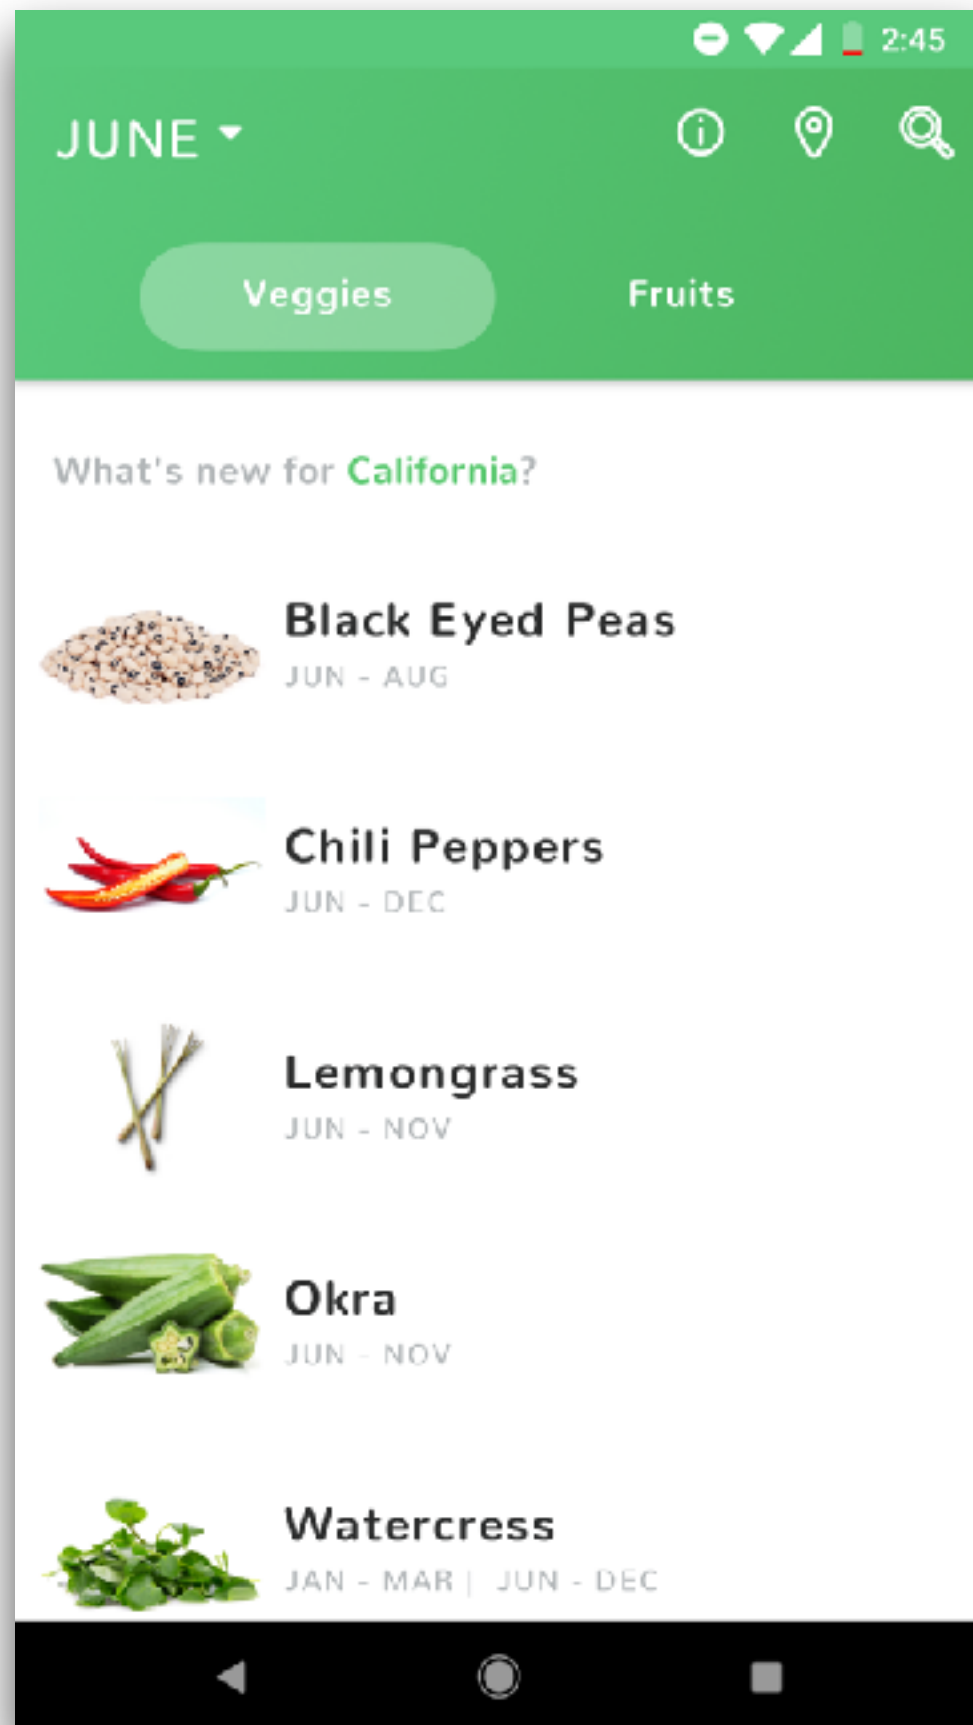 2:45
JUNE
Veggies Fruits
What's new for California?
Black Eyed Peas
JUN - AUG
Chili Peppers
JUN - DEC
Lemongrass
JUN - NOV
Okra
JUN - NOV
Watercress
JAN - MAR | JUN - DEC